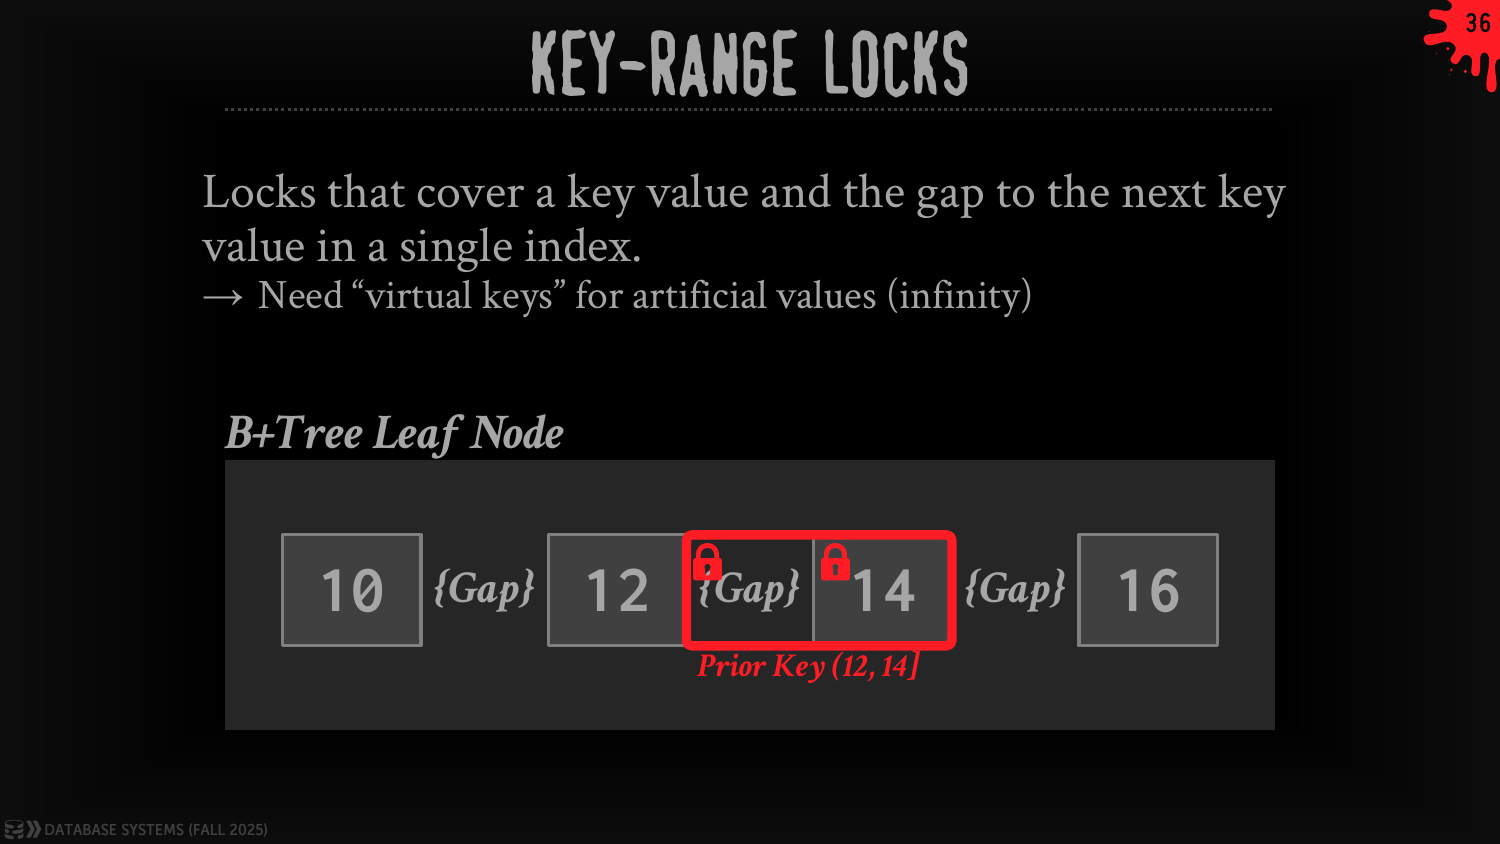 36
KEY-RANGE LOCKS
Locks that cover a key value and the gap to the next key
value in a single index.
→ Need “virtual keys” for artificial values (infinity)
B+Tree Leaf Node
10 {Gap} 12 {Gap} 14 {Gap} 16
Prior Key (12, 14]
DATABASE SYSTEMS (FALL 2025)